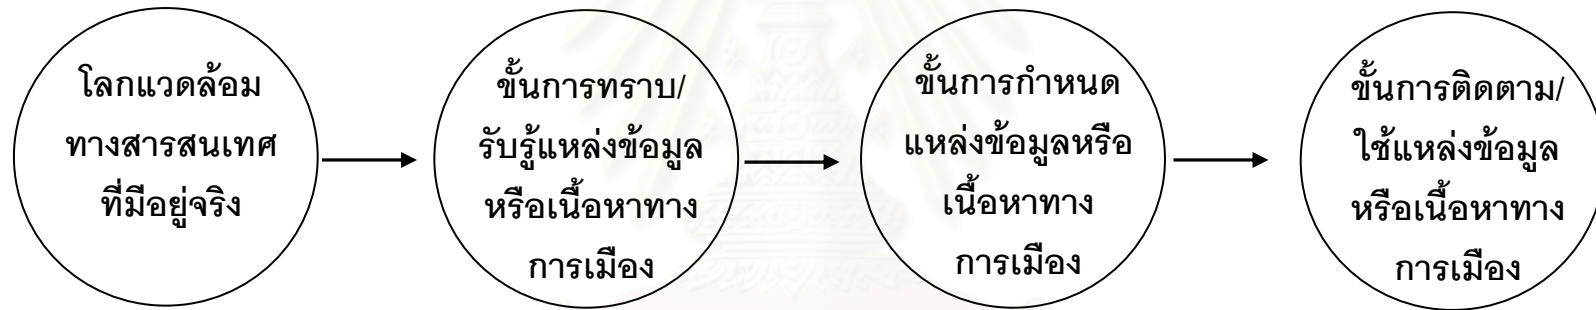 โลกแวดล้อม
ทางสารสนเทศ
ที่มีอยู่จริง
ขั้นการทราบ/
รับรู้แหล่งข้อมูล
หรือเนื้อหาทาง
การเมือง
ขั้นการกำหนด
แหล่งข้อมูลหรือ
เนื้อหาทาง
การเมือง
ขั้นการติดตาม/
ใช้แหล่งข้อมูล
หรือเนื้อหาทาง
การเมือง